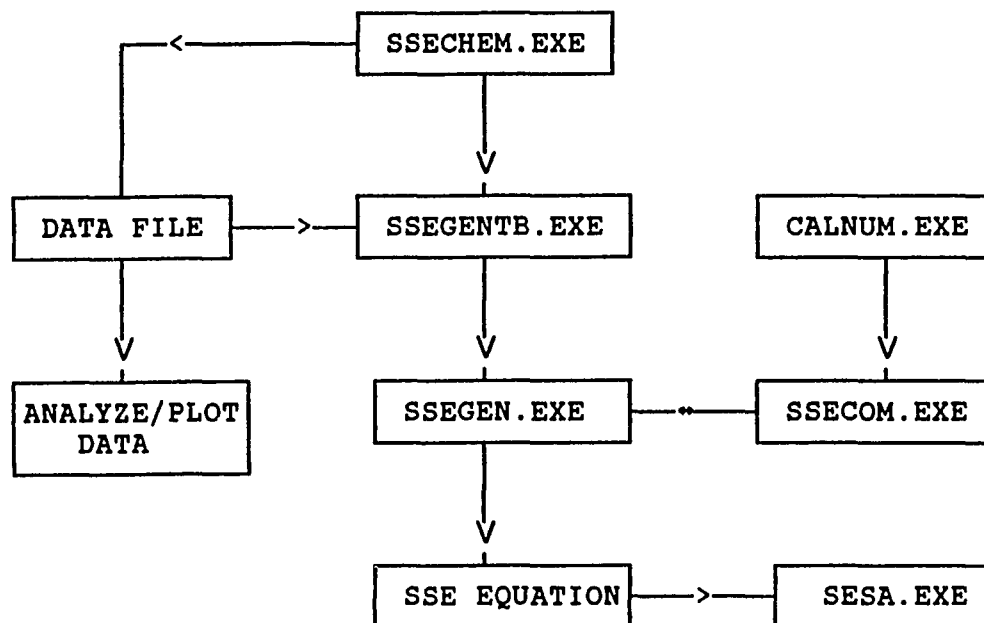 SSECHEM.EXE
DATA FILE
SSEGENTB.EXE
CALNUM.EXE
ANALYZE/PLOT
DATA
SSEGEN.EXE
SSECOM.EXE
SSE EQUATION
SESA.EXE